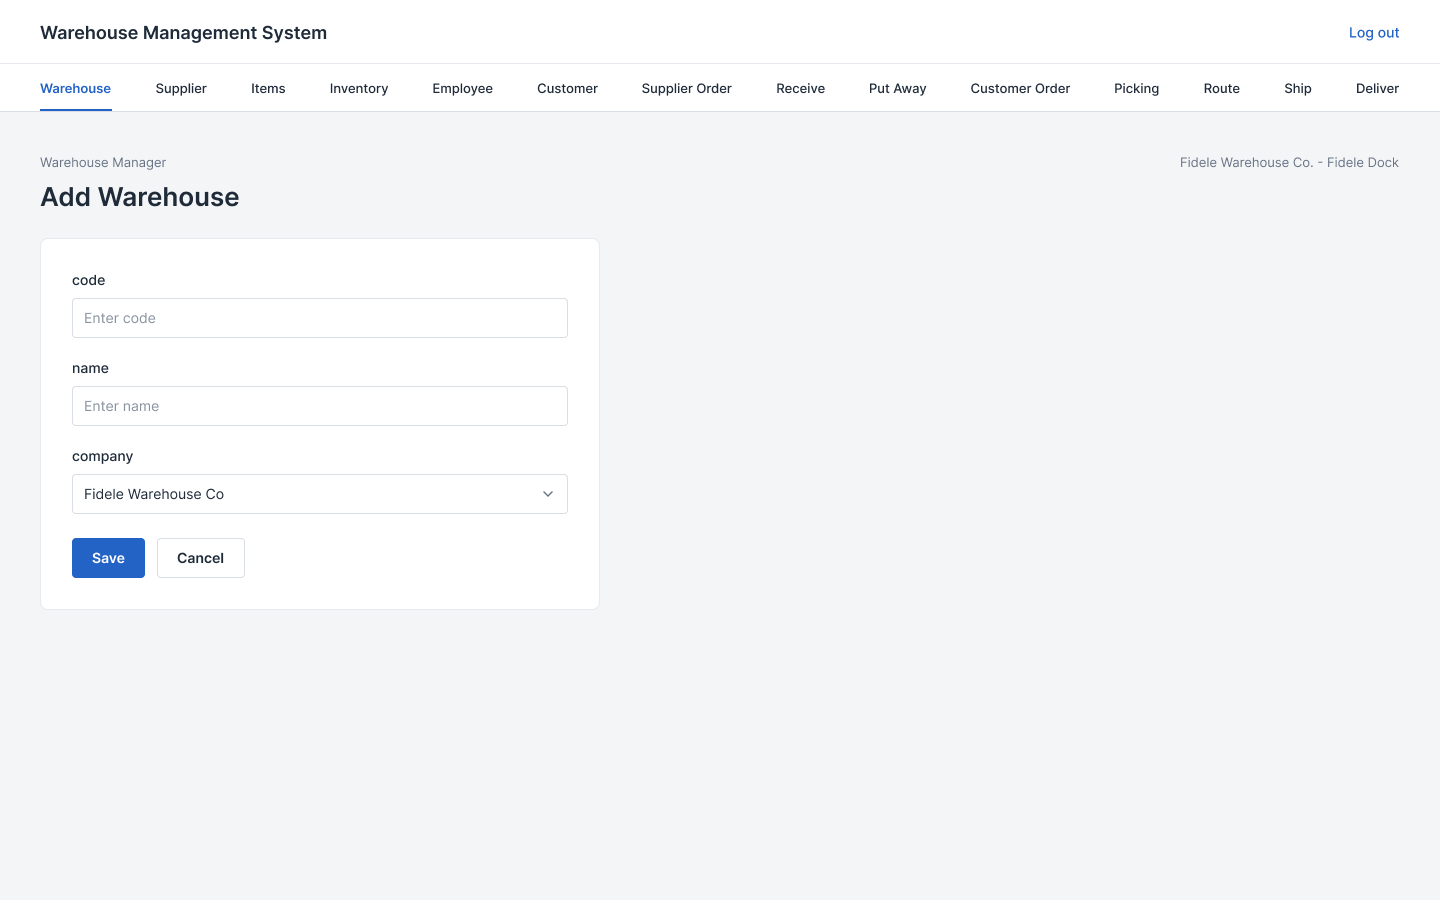 Warehouse Management System
Log out
Warehouse Supplier Items Inventory Employee Customer Supplier Order Receive Put Away Customer Order Picking Route Ship Deliver
Warehouse Manager
Fidele Warehouse Co. - Fidele Dock
Add Warehouse
code
Enter code
name
Enter name
company
Fidele Warehouse Co
Save Cancel